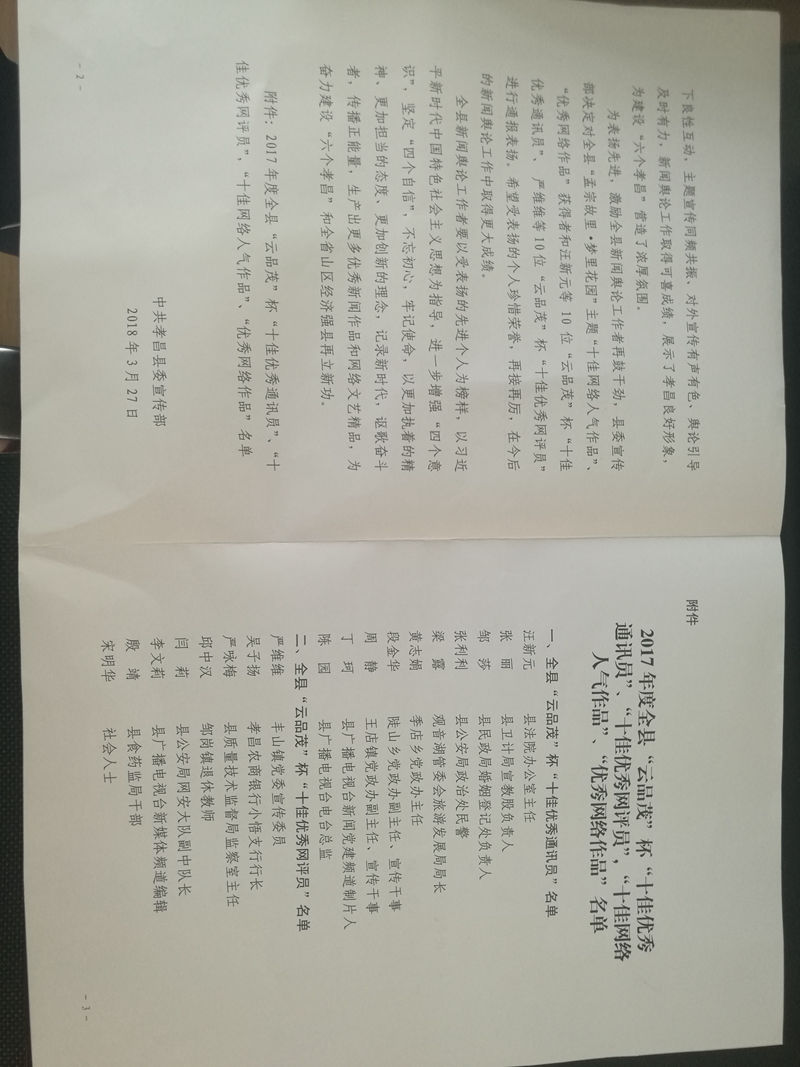 下良性互动、主题宣传同频共振、对外宣传有声有色、舆论引导
及时有力，新闻舆论工作取得可喜成绩，展示了孝昌良好形象，
为建设“六个孝昌”营造了浓厚氛围。
为表扬先进，激励全县新闻舆论工作者再鼓干劲，县委宣传
部决定对全县“孟宗故里·梦里花园”主题“十佳网络人气作品”、
“优秀网络作品”获得者和汪新元等 10 位“云品茂”杯“十佳
优秀通讯员”、严维维等 10 位“云品茂”杯“十佳优秀网评员”
进行通报表扬。希望受表扬的个人珍惜荣誉，再接再厉，在今后
的新闻舆论工作中取得更大成绩。
全县新闻舆论工作者要以受表扬的先进个人为榜样，以习近
平新时代中国特色社会主义思想为指导，进一步增强“四个意
识”，坚定“四个自信”，不忘初心，牢记使命，以更加执着的精
神、更加担当的态度、更加创新的理念，记录新时代，讴歌奋斗
者，传播正能量，生产出更多优秀新闻作品和网络文艺精品，为
奋力建设“六个孝昌”和全省山区经济强县再立新功。
附件：2017 年度全县“云品茂”杯“十佳优秀通讯员”、“十
佳优秀网评员”，“十佳网络人气作品”、“优秀网络作品”名单
中共孝昌县委宣传部
2018 年 3 月 27 日
- 2 -
附件
2017 年度全县“云品茂”杯“十佳优秀
通讯员”、“十佳优秀网评员”，“十佳网络
人气作品”、“优秀网络作品”名单
一、全县“云品茂”杯“十佳优秀通讯员”名单
汪新元 县法院办公室主任
张 丽 县卫计局宣教股负责人
邹 莎 县民政局婚姻登记处负责人
张利利 县公安局政治处民警
梁 露 观音湖管委会旅游发展局局长
黄志娟 季店乡党政办主任
段金华 陡山乡党政办副主任、宣传干事
周 静 王店镇党政办副主任、宣传干事
丁 珂 县广播电视台新闻党建频道制片人
陈 园 县广播电视台电台总监
二、全县“云品茂”杯“十佳优秀网评员”名单
严维维 丰山镇党委宣传委员
吴子扬 孝昌农商银行小悟支行行长
严咏梅 县质量技术监督局监察室主任
邱中汉 邹岗镇退休教师
闫 莉 县公安局网安大队副中队长
李文莉 县广播电视台新媒体频道编辑
殷 靖 县食药监局干部
宋明华 社会人士
- 3 -